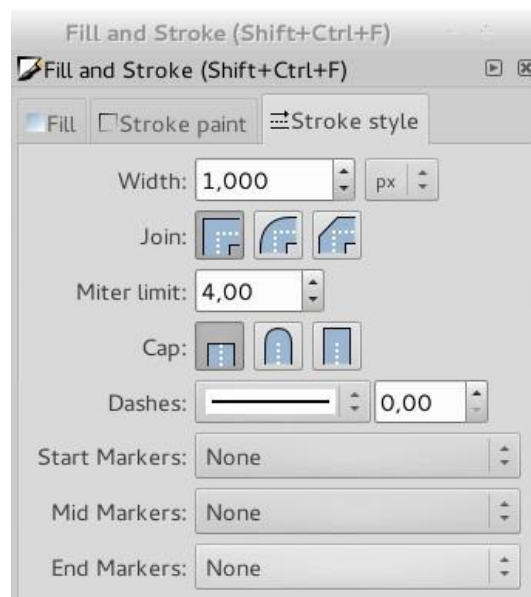 Fill and Stroke (Shift+Ctrl+F)
Fill and Stroke (Shift+Ctrl+F)
Fill Stroke paint Stroke style
Width: 1,000 px
Join:
Miter limit: 4,00
Cap:
Dashes: 0,00
Start Markers: None
Mid Markers: None
End Markers: None